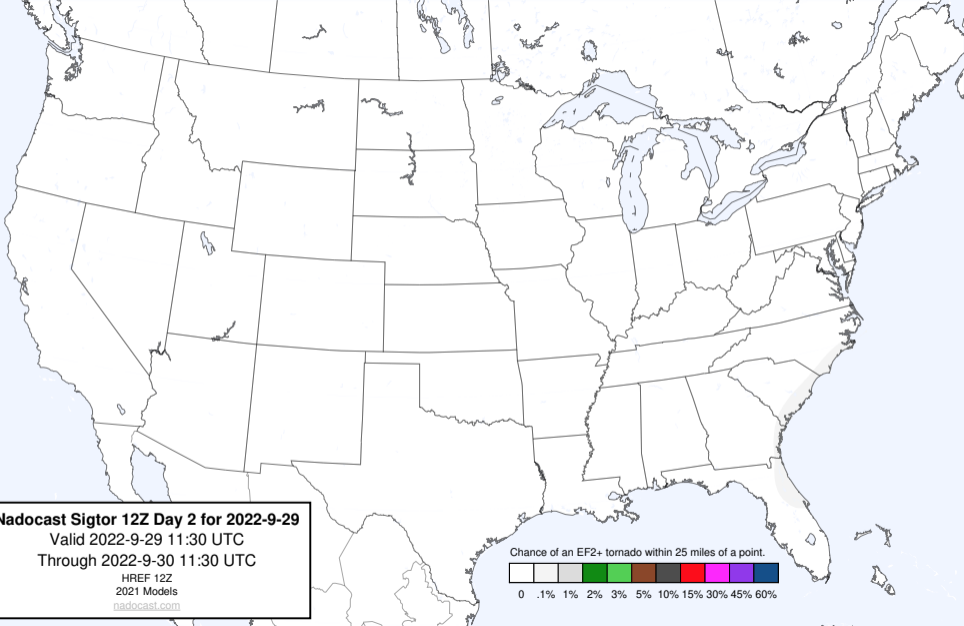 Nadocast Sigtor 12Z Day 2 for 2022-9-29
Valid 2022-9-29 11:30 UTC
Through 2022-9-30 11:30 UTC
HREF 12Z
2021 Models
nadocast.com
Chance of an EF2+ tornado within 25 miles of a point.
0 .1% 1% 2% 3% 5% 10% 15% 30% 45% 60%